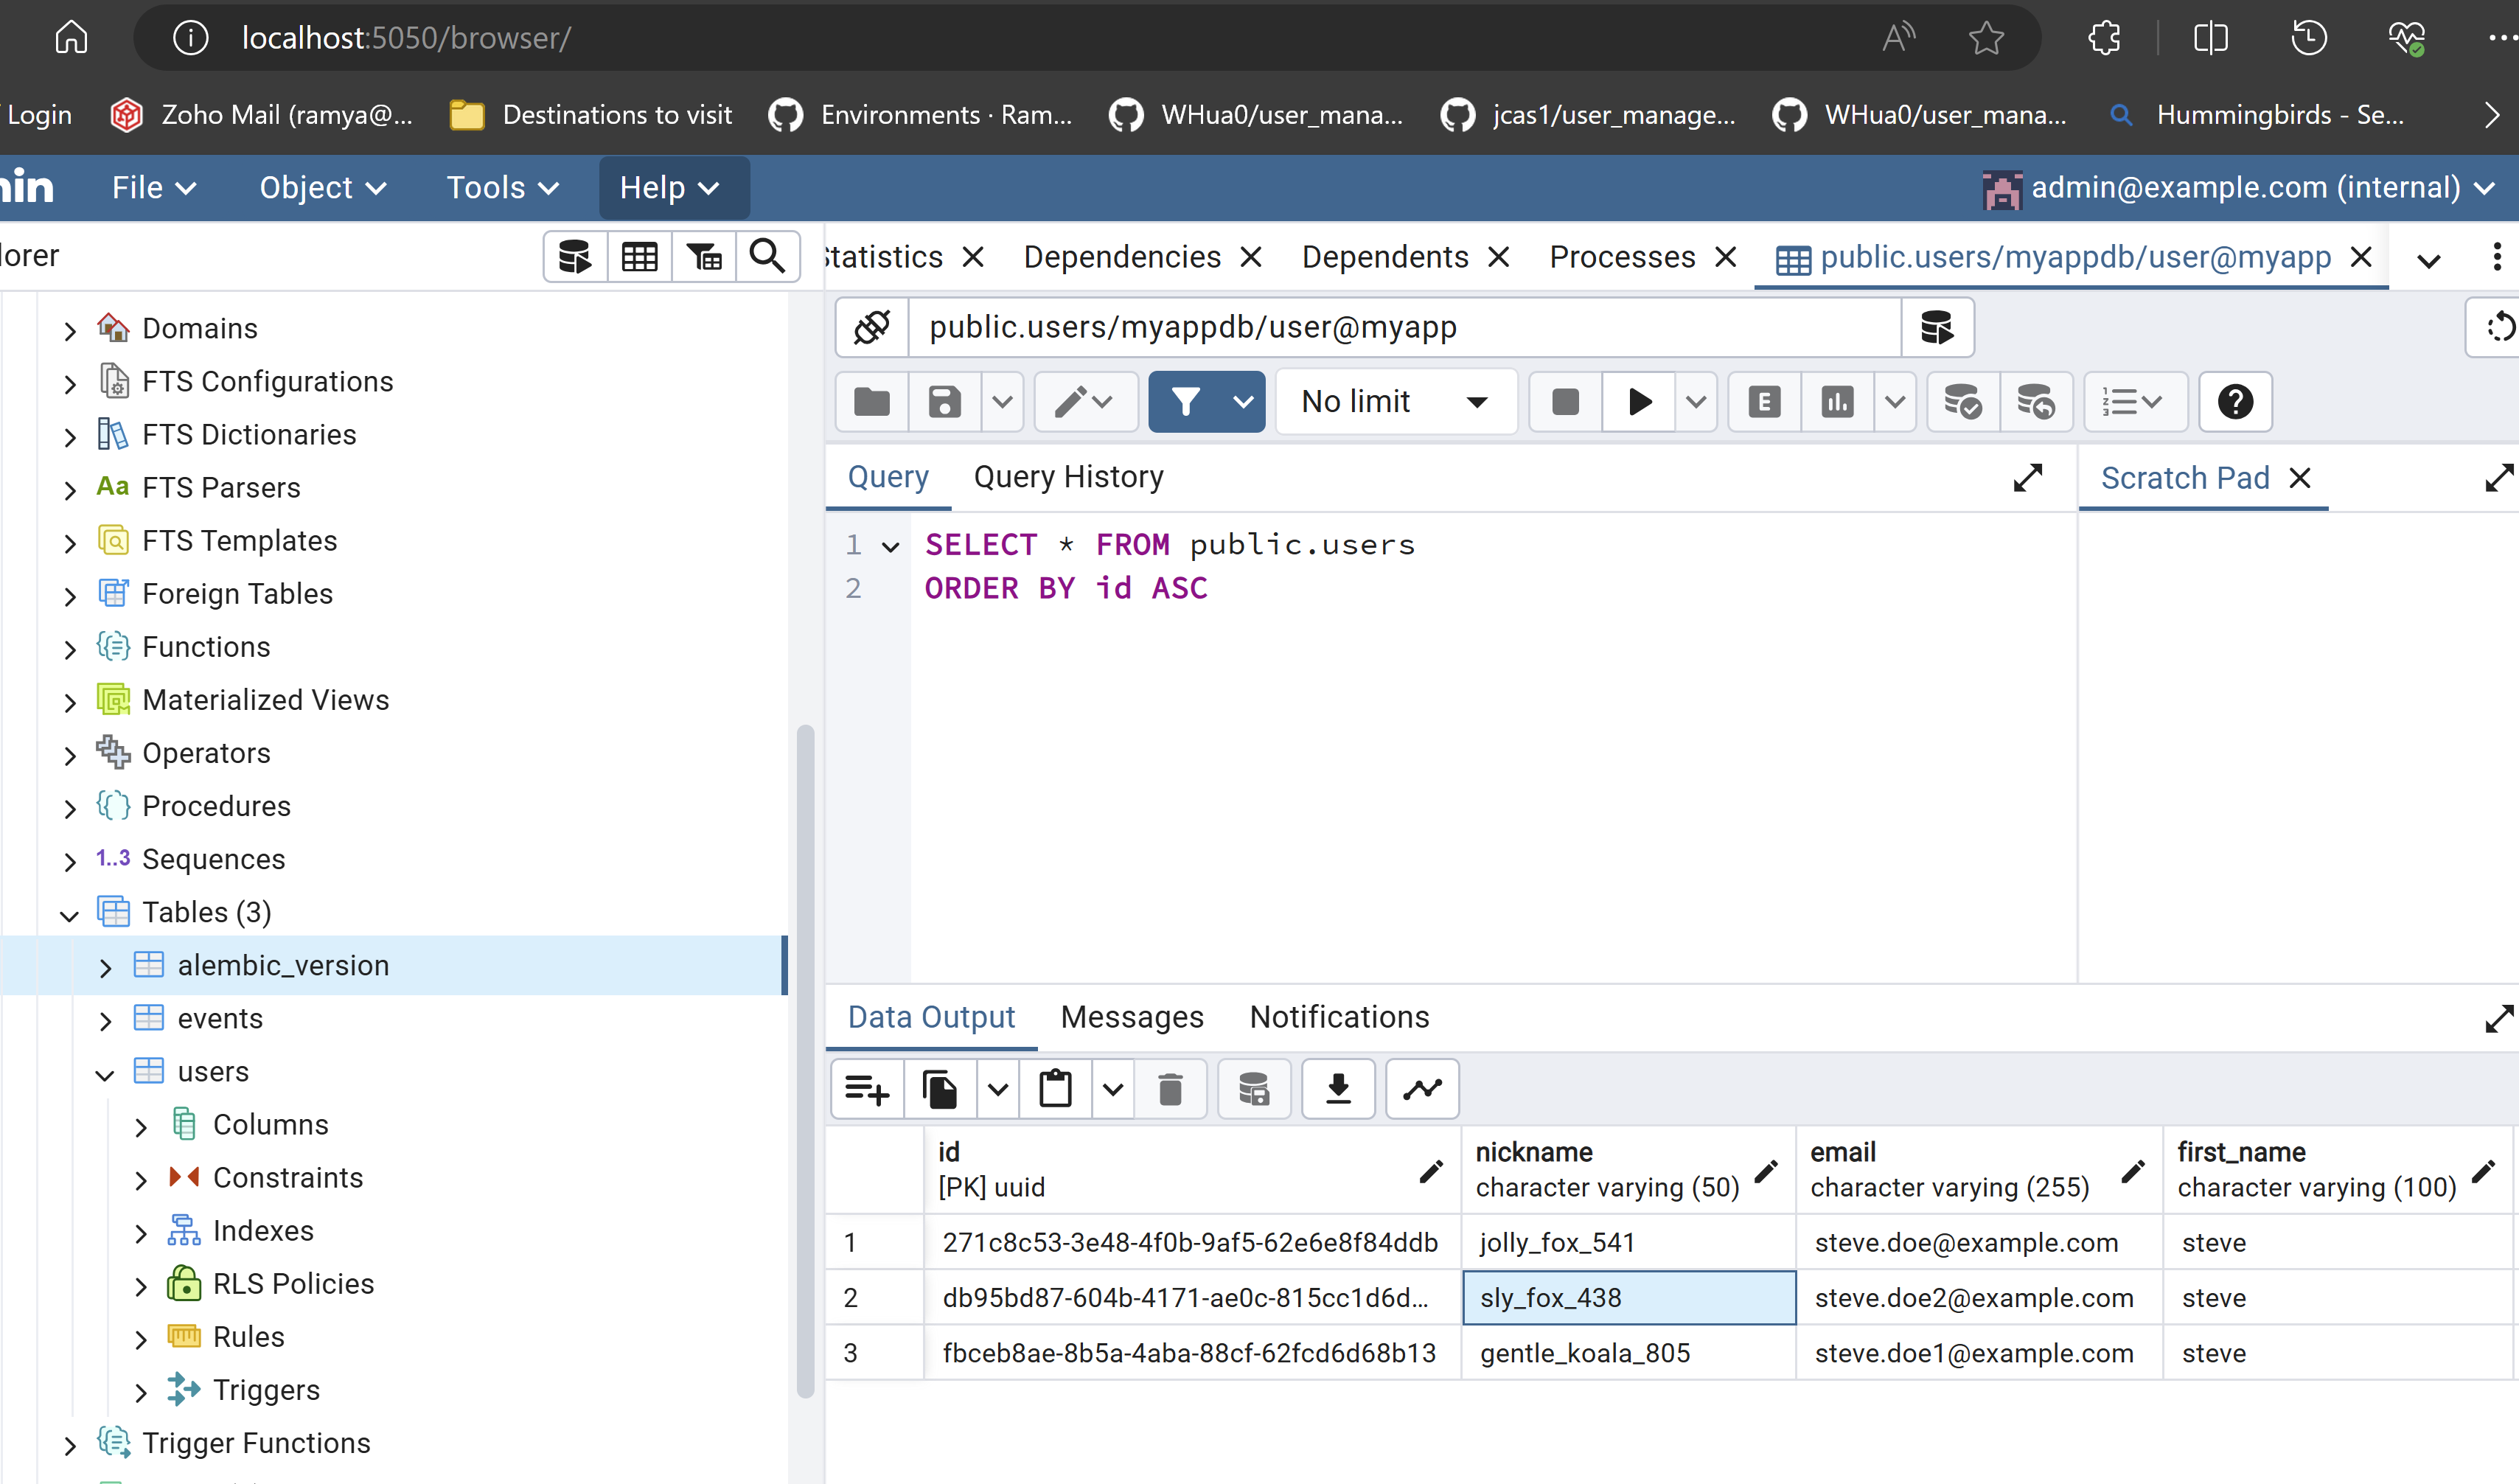 localhost:5050/browser/
Login
Zoho Mail (ramya@...
Destinations to visit
Environments · Ram...
WHua0/user_mana...
jcas1/user_manage...
WHua0/user_mana...
Hummingbirds - Se...
min
File
Object
Tools
Help
admin@example.com (internal)
lorer
Statistics
Dependencies
Dependents
Processes
public.users/myappdb/user@myapp
Domains
FTS Configurations
FTS Dictionaries
Aa FTS Parsers
FTS Templates
Foreign Tables
Functions
Materialized Views
Operators
Procedures
1..3 Sequences
Tables (3)
alembic_version
events
users
Columns
Constraints
Indexes
RLS Policies
Rules
Triggers
Trigger Functions
public.users/myappdb/user@myapp
No limit
E
Query
Query History
Scratch Pad
1 SELECT * FROM public.users
2 ORDER BY id ASC
Data Output
Messages
Notifications
id nickname email first_name
[PK] uuid character varying (50) character varying (255) character varying (100)
1 271c8c53-3e48-4f0b-9af5-62e6e8f84ddb jolly_fox_541 steve.doe@example.com steve
2 db95bd87-604b-4171-ae0c-815cc1d6d... sly_fox_438 steve.doe2@example.com steve
3 fbceb8ae-8b5a-4aba-88cf-62fcd6d68b13 gentle_koala_805 steve.doe1@example.com steve